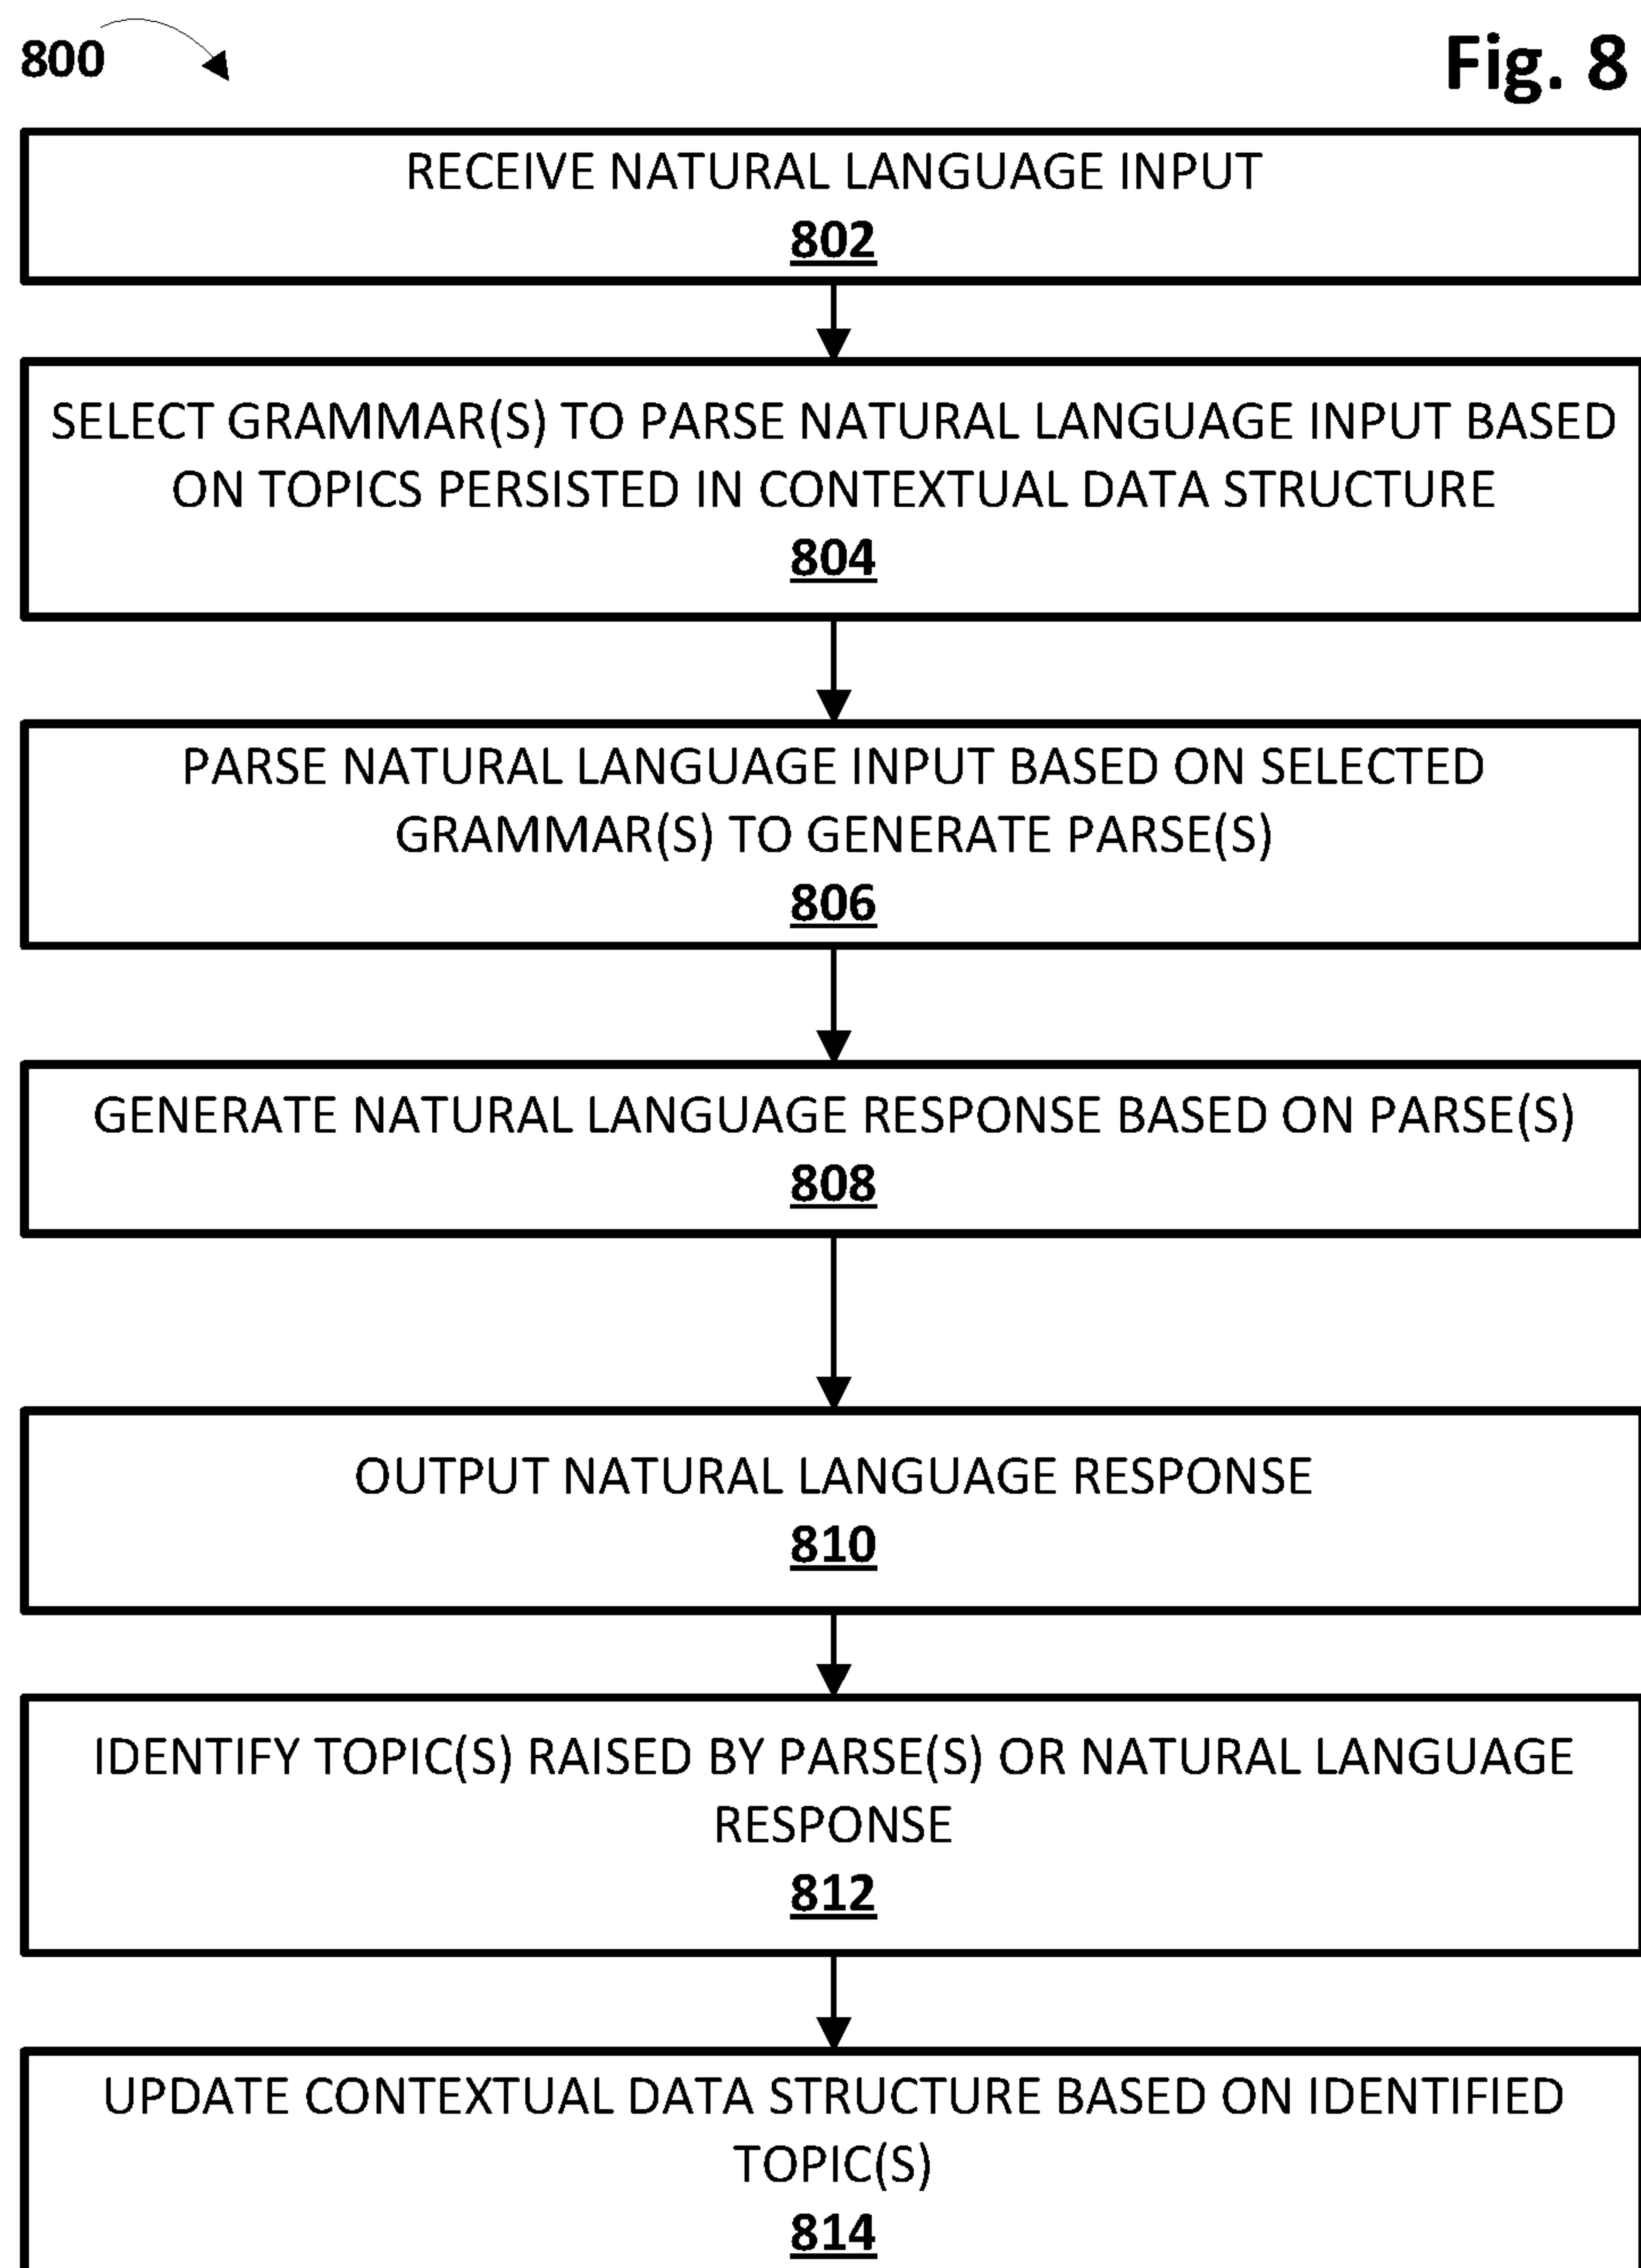 800
Fig. 8
RECEIVE NATURAL LANGUAGE INPUT
802
SELECT GRAMMAR(S) TO PARSE NATURAL LANGUAGE INPUT BASED
ON TOPICS PERSISTED IN CONTEXTUAL DATA STRUCTURE
804
PARSE NATURAL LANGUAGE INPUT BASED ON SELECTED
GRAMMAR(S) TO GENERATE PARSE(S)
806
GENERATE NATURAL LANGUAGE RESPONSE BASED ON PARSE(S)
808
OUTPUT NATURAL LANGUAGE RESPONSE
810
IDENTIFY TOPIC(S) RAISED BY PARSE(S) OR NATURAL LANGUAGE
RESPONSE
812
UPDATE CONTEXTUAL DATA STRUCTURE BASED ON IDENTIFIED
TOPIC(S)
814